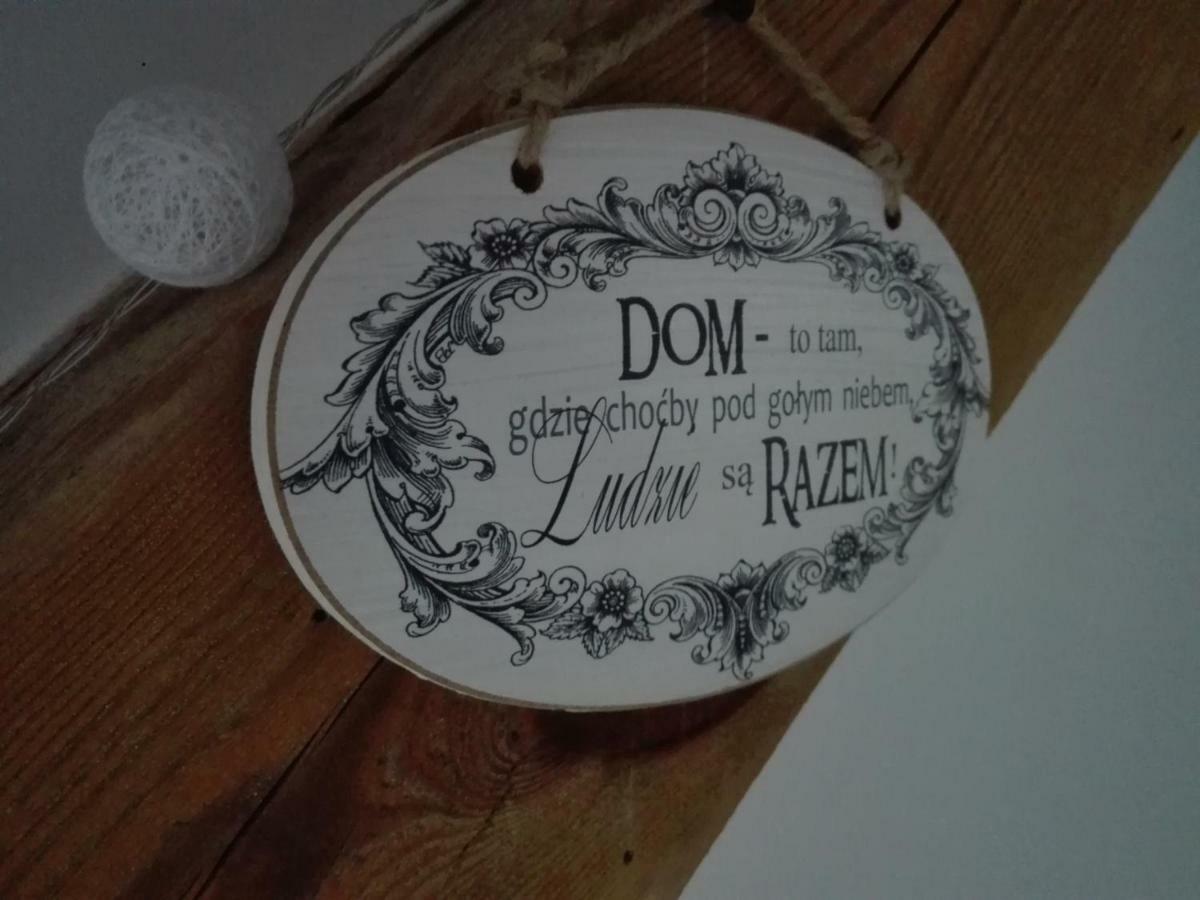 DOM - to tam,
gdzie choćby pod gołym niebem,
Ludzie są RAZEM!